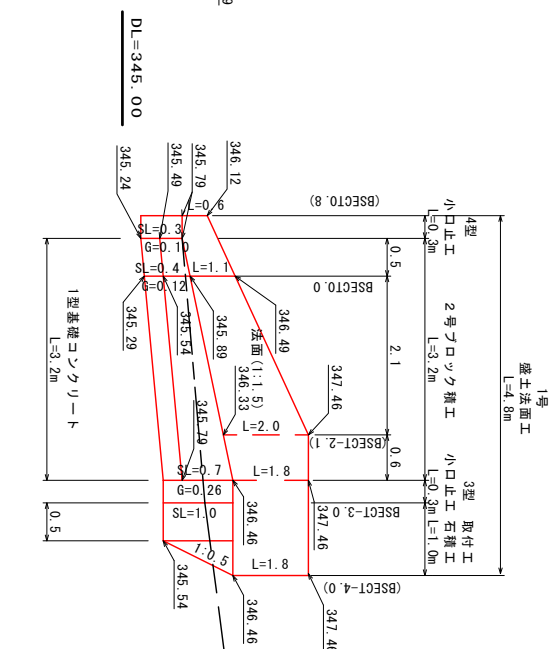 DL=345.00
1号
盛土法面工
L=4.8m
4型
小口止工
L=0.3m
2号ブロック積工
L=3.2m
3型
小口止工
L=0.3m
取付工
石積工
L=1.0m
0.5
2.1
0.6
(BSECT0.8)
BSECT0.0
(BSECT-2.1)
BSECT-3.0
(BSECT-4.0)
346.12
345.79
345.49
345.24
L=0.6
SL=0.3
G=0.10
SL=0.4
L=1.1
G=0.12
346.49
345.89
345.54
345.29
法面(1:1.5)
346.33
347.46
L=2.0
345.79
SL=0.7
L=1.8
G=0.26
346.46
347.46
SL=1.0
1:0.5
L=1.8
345.54
346.46
347.46
1型基礎コンクリート
L=3.2m
0.5